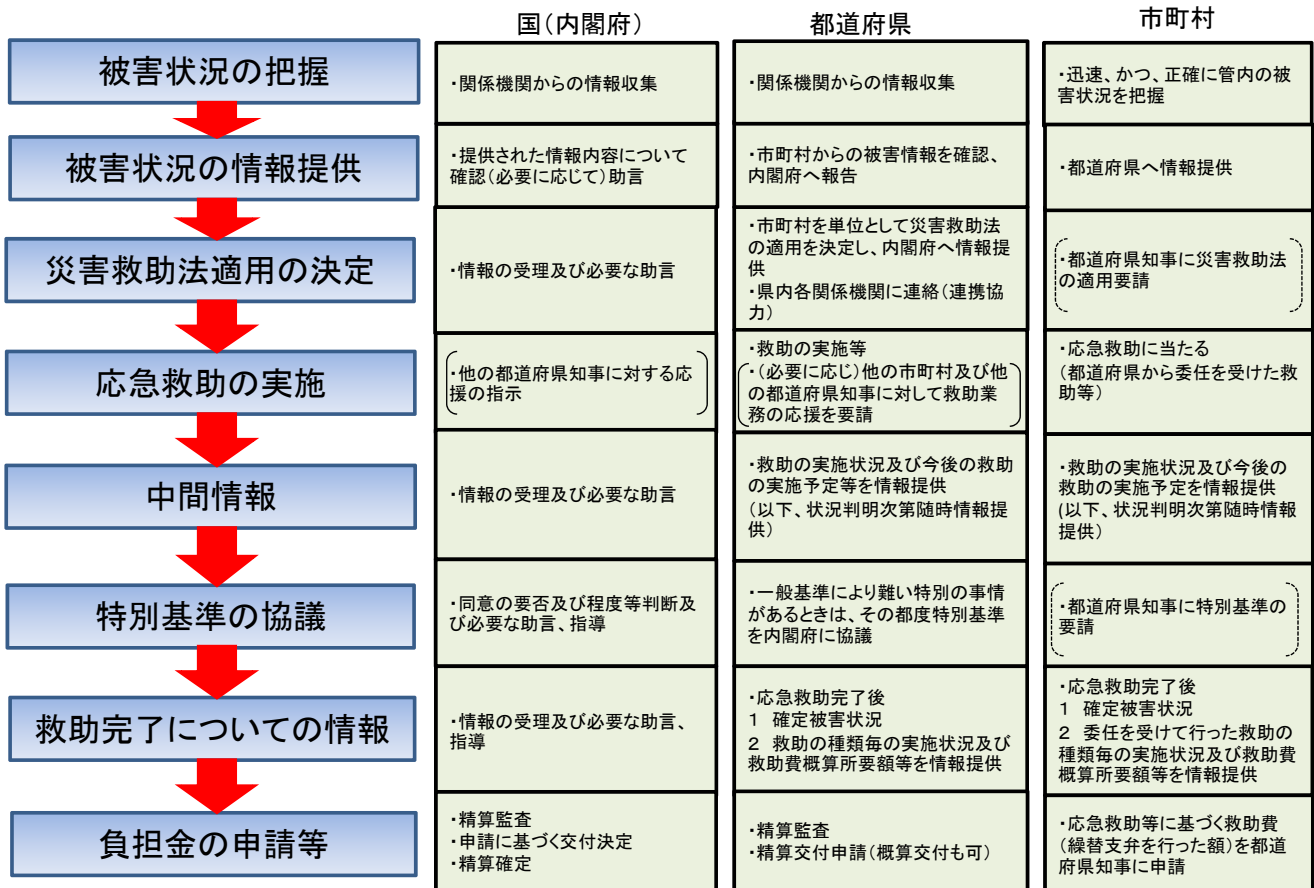 国（内閣府）
都道府県
市町村
被害状況の把握
・関係機関からの情報収集
・関係機関からの情報収集
・迅速、かつ、正確に管内の被
害状況を把握
被害状況の情報提供
・提供された情報内容について
確認（必要に応じて）助言
・市町村からの被害情報を確認、
内閣府へ報告
・都道府県へ情報提供
災害救助法適用の決定
・情報の受理及び必要な助言
・市町村を単位として災害救助法
の適用を決定し、内閣府へ情報提
供
・県内各関係機関に連絡（連携協
力）
・都道府県知事に災害救助法
の適用要請
応急救助の実施
・他の都道府県知事に対する応
援の指示
・救助の実施等
・（必要に応じ）他の市町村及び他
の都道府県知事に対して救助業
務の応援を要請
・応急救助に当たる
（都道府県から委任を受けた救
助等）
中間情報
・情報の受理及び必要な助言
・救助の実施状況及び今後の救助
の実施予定等を情報提供
（以下、状況判明次第随時情報提
供）
・救助の実施状況及び今後の
救助の実施予定を情報提供
(以下、状況判明次第随時情報
提供）
特別基準の協議
・同意の要否及び程度等判断及
び必要な助言、指導
・一般基準により難い特別の事情
があるときは、その都度特別基準
を内閣府に協議
・都道府県知事に特別基準の
要請
救助完了についての情報
・情報の受理及び必要な助言、
指導
・応急救助完了後
１　確定被害状況
２　救助の種類毎の実施状況及び
救助費概算所要額等を情報提供
・応急救助完了後
１　確定被害状況
２　委任を受けて行った救助の
種類毎の実施状況及び救助費
概算所要額等を情報提供
負担金の申請等
・精算監査
・申請に基づく交付決定
・精算確定
・精算監査
・精算交付申請（概算交付も可）
・応急救助等に基づく救助費
（繰替支弁を行った額）を都道
府県知事に申請